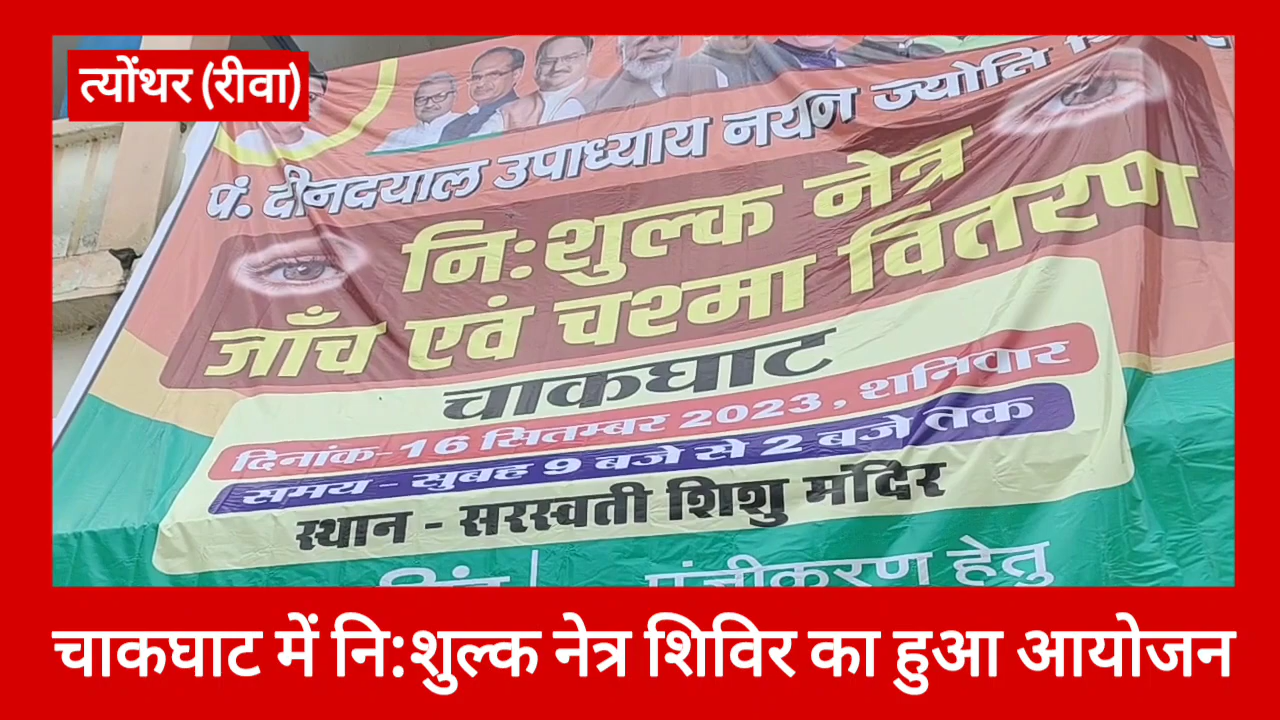 त्योंथर (रीवा)
पं. दीनदयाल उपाध्याय नयन ज्योति
नि:शुल्क नेत्र
जाँच एवं चश्मा वितरण
चाकघाट
दिनांक-16 सितम्बर 2023, शनिवार
समय - सुबह 9 बजे से 2 बजे तक
स्थान - सरस्वती शिशु मंदिर
पंजीकरण हेतु
चाकघाट में नि:शुल्क नेत्र शिविर का हुआ आयोजन